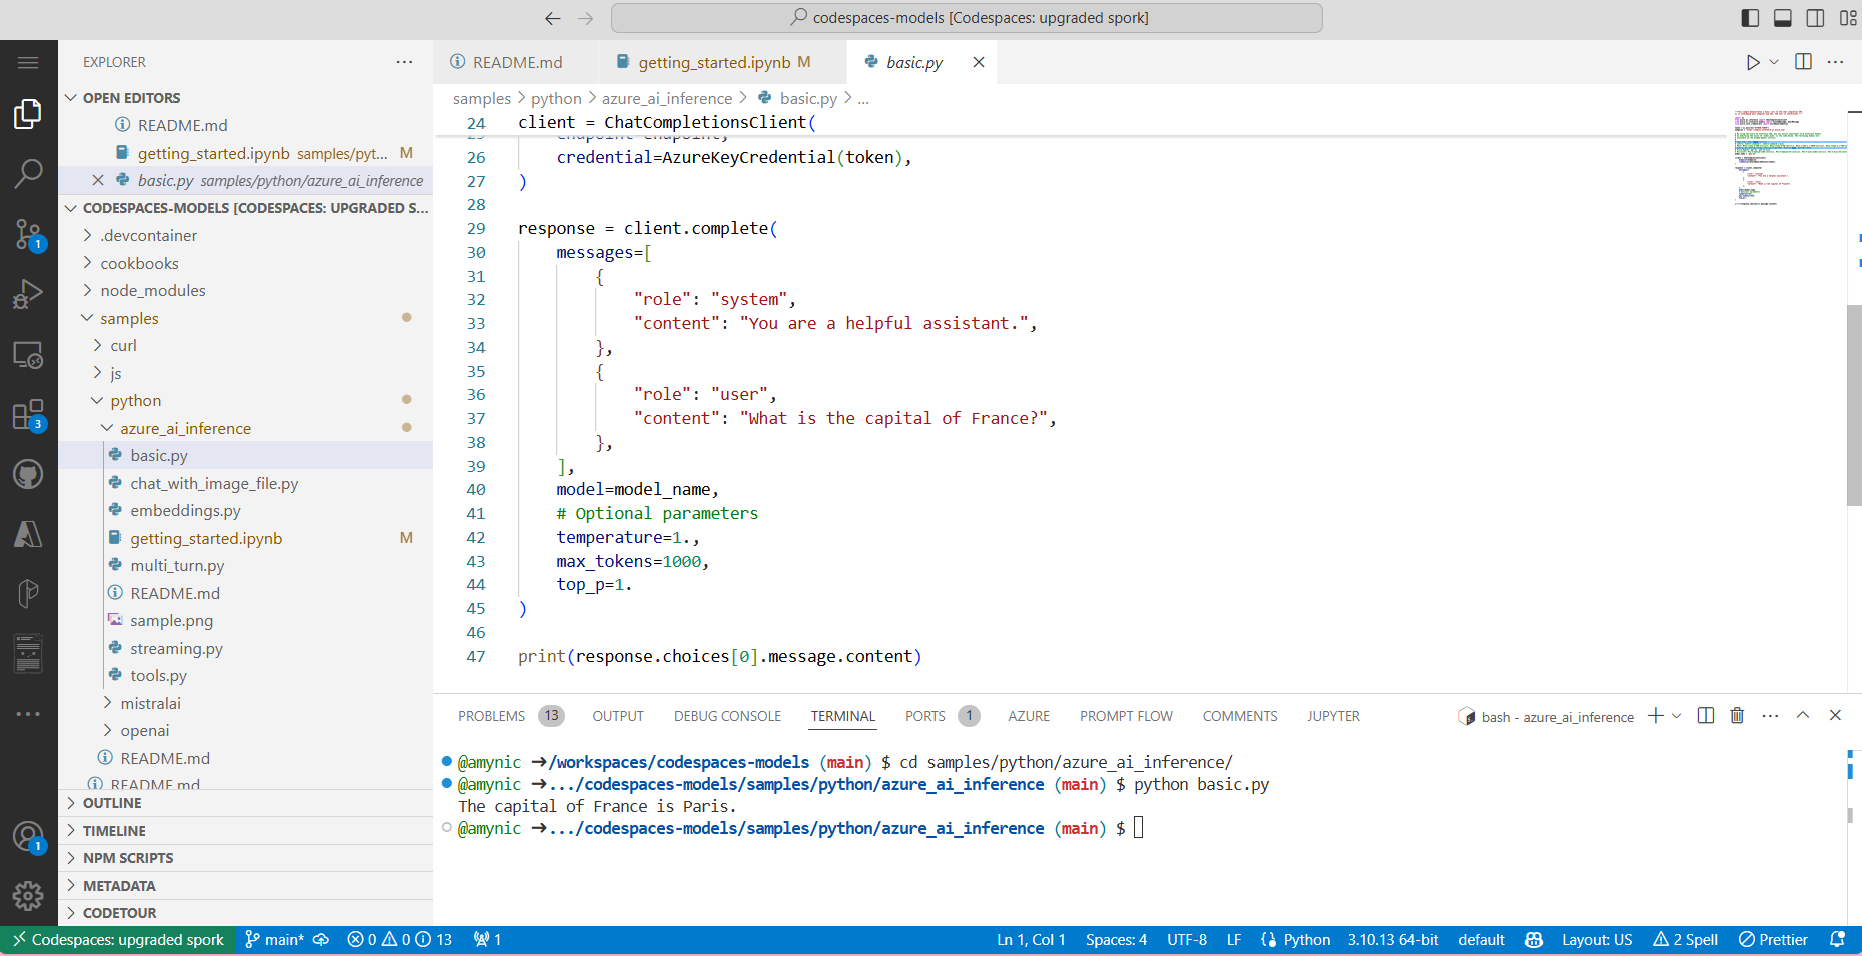 codespaces-models [Codespaces: upgraded spork]
EXPLORER
OPEN EDITORS
README.md
getting_started.ipynb samples/pyt... M
basic.py samples/python/azure_ai_inference
CODESPACES-MODELS [CODESPACES: UPGRADED S...
.devcontainer
cookbooks
node_modules
samples
curl
js
python
azure_ai_inference
basic.py
chat_with_image_file.py
embeddings.py
getting_started.ipynb M
multi_turn.py
README.md
sample.png
streaming.py
tools.py
mistralai
openai
README.md
README.md
OUTLINE
TIMELINE
NPM SCRIPTS
METADATA
CODETOUR
1
3
1
README.md getting_started.ipynb M basic.py
samples > python > azure_ai_inference > basic.py > ...
24 client = ChatCompletionsClient(
26 credential=AzureKeyCredential(token),
27 )
28
29 response = client.complete(
30 messages=[
31 {
32 "role": "system",
33 "content": "You are a helpful assistant.",
34 },
35 {
36 "role": "user",
37 "content": "What is the capital of France?",
38 },
39 ],
40 model=model_name,
41 # Optional parameters
42 temperature=1.,
43 max_tokens=1000,
44 top_p=1.
45 )
46
47 print(response.choices[0].message.content)
PROBLEMS 13 OUTPUT DEBUG CONSOLE TERMINAL PORTS 1 AZURE PROMPT FLOW COMMENTS JUPYTER bash - azure_ai_inference
@amynic ➜/workspaces/codespaces-models (main) $ cd samples/python/azure_ai_inference/
@amynic ➜.../codespaces-models/samples/python/azure_ai_inference (main) $ python basic.py
The capital of France is Paris.
@amynic ➜.../codespaces-models/samples/python/azure_ai_inference (main) $
Codespaces: upgraded spork main* 0 0 13 1 Ln 1, Col 1 Spaces: 4 UTF-8 LF Python 3.10.13 64-bit default Layout: US 2 Spell Prettier